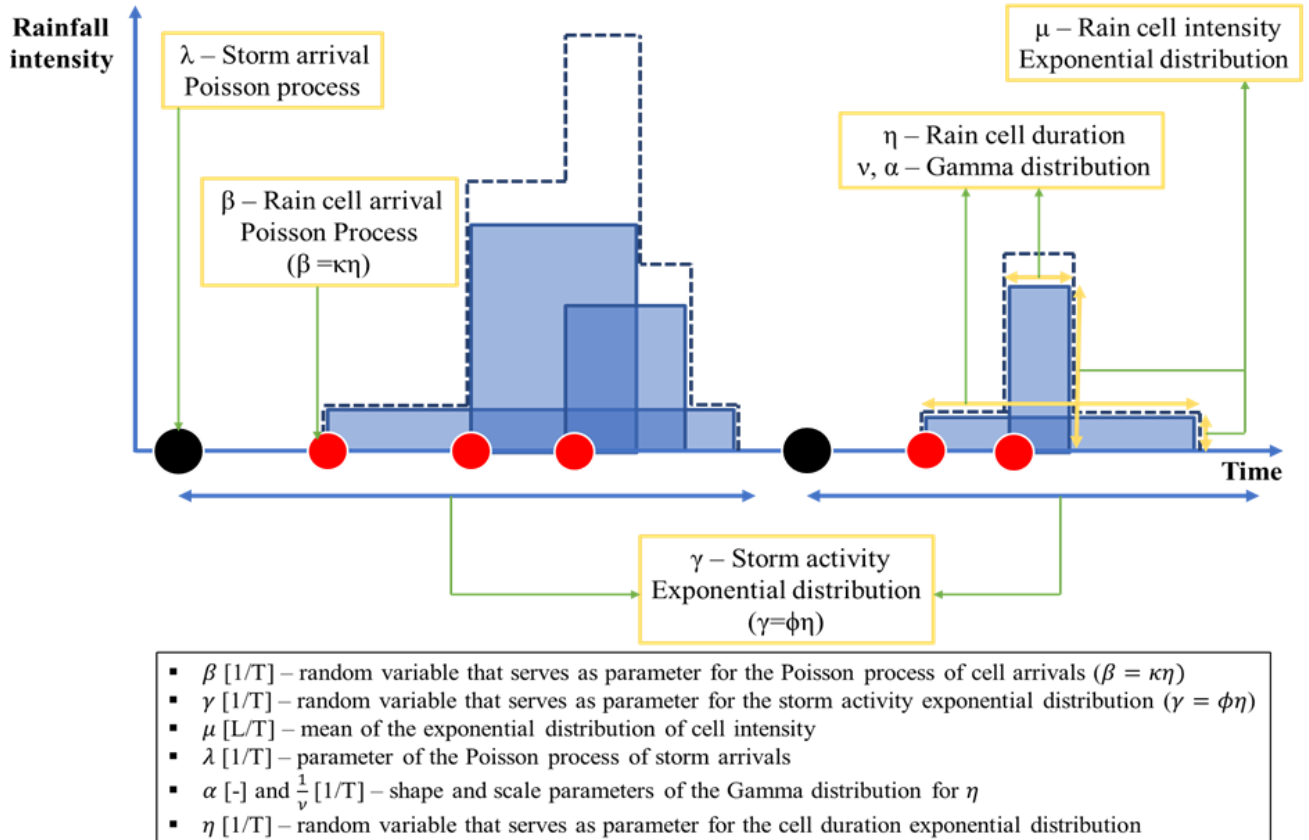 Rainfall
intensity
λ – Storm arrival
Poisson process
μ – Rain cell intensity
Exponential distribution
η – Rain cell duration
ν, α – Gamma distribution
β – Rain cell arrival
Poisson Process
(β =κη)
Time
γ – Storm activity
Exponential distribution
(γ=ϕη)
▪ β [1/T] – random variable that serves as parameter for the Poisson process of cell arrivals (β = κη)
▪ γ [1/T] – random variable that serves as parameter for the storm activity exponential distribution (γ = ϕη)
▪ μ [L/T] – mean of the exponential distribution of cell intensity
▪ λ [1/T] – parameter of the Poisson process of storm arrivals
▪ α [-] and 1/ν [1/T] – shape and scale parameters of the Gamma distribution for η
▪ η [1/T] – random variable that serves as parameter for the cell duration exponential distribution